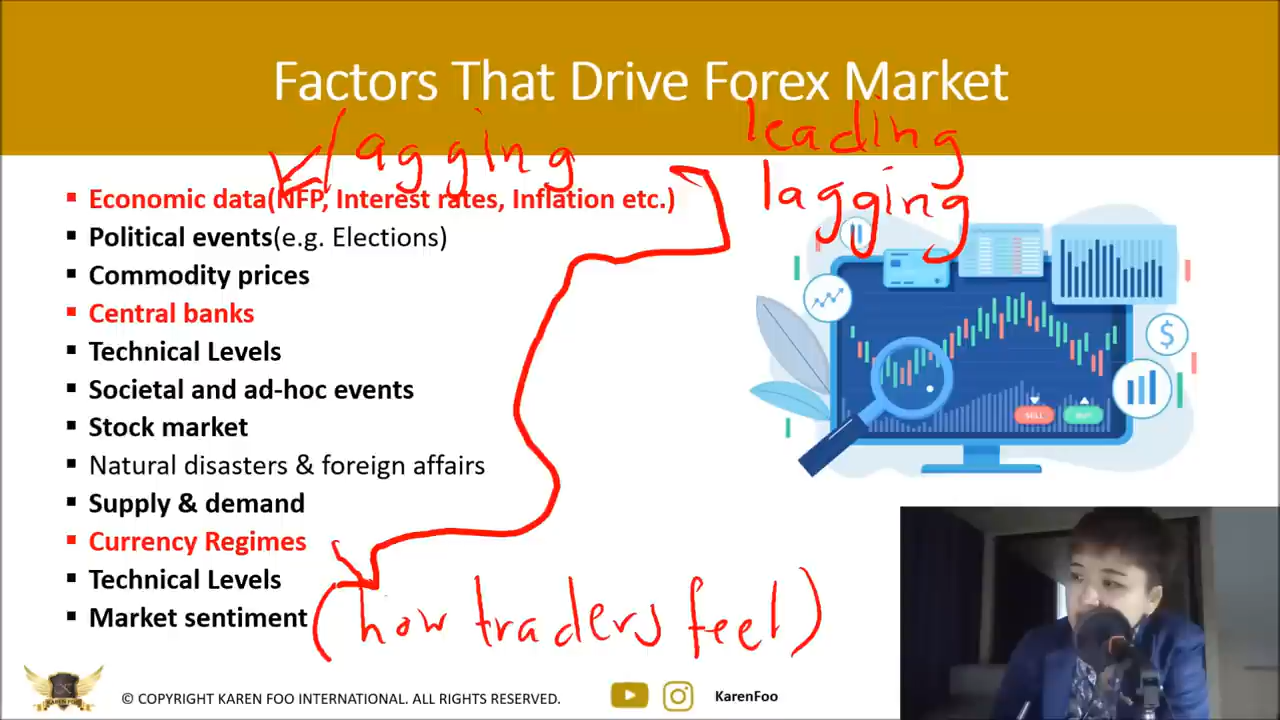 Factors That Drive Forex Market
leading
lagging
lagging
Economic data(NFP, Interest rates, Inflation etc.)
Political events(e.g. Elections)
Commodity prices
Central banks
Technical Levels
Societal and ad-hoc events
Stock market
Natural disasters & foreign affairs
Supply & demand
Currency Regimes
Technical Levels
Market sentiment (how traders feel)
SELL
BUY
$
KAREN FOO
© COPYRIGHT KAREN FOO INTERNATIONAL. ALL RIGHTS RESERVED.
KarenFoo